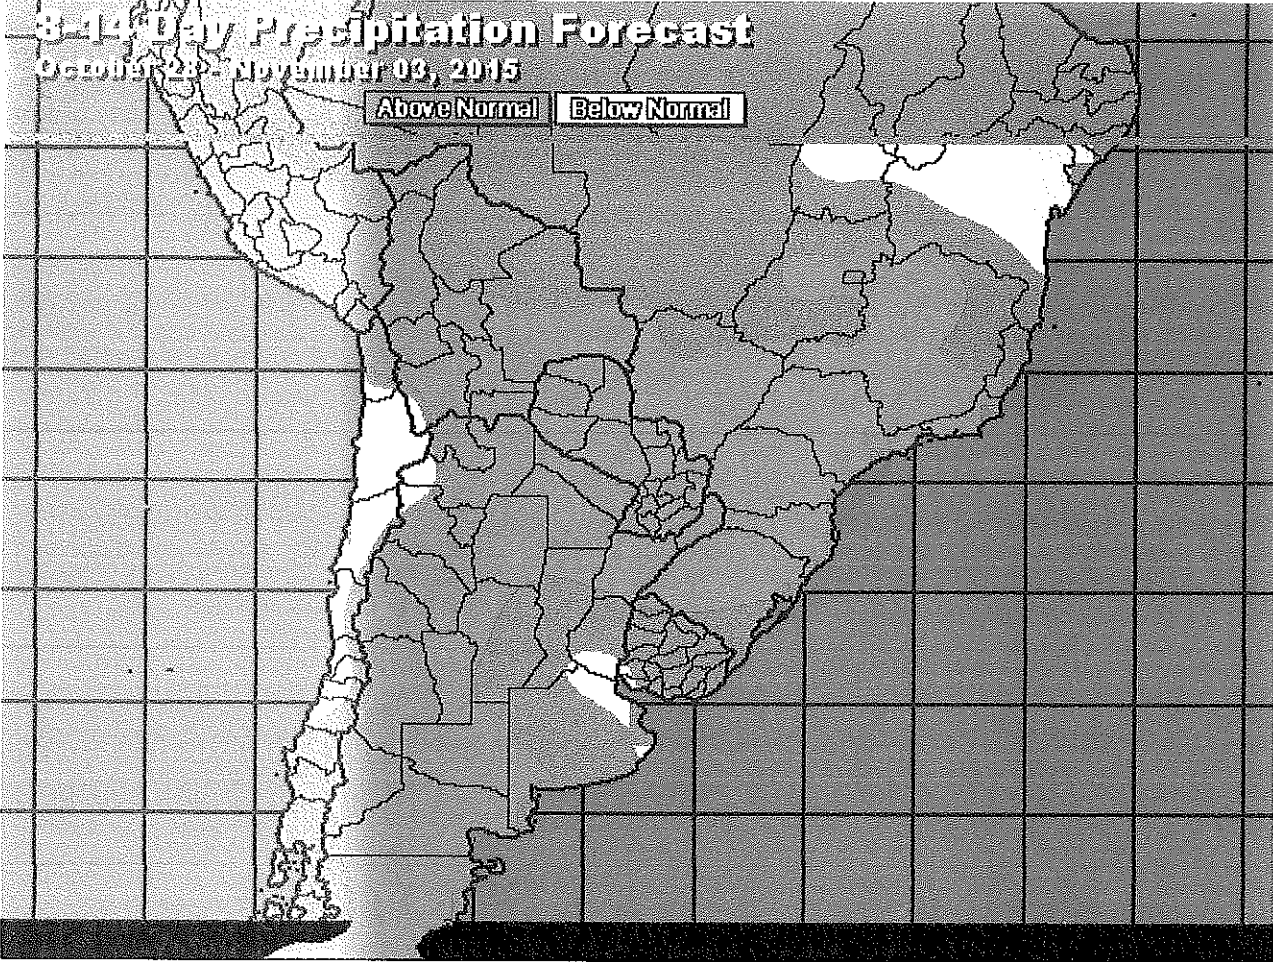 8-14 Day Precipitation Forecast
October 28 - November 03, 2015
Above Normal Below Normal